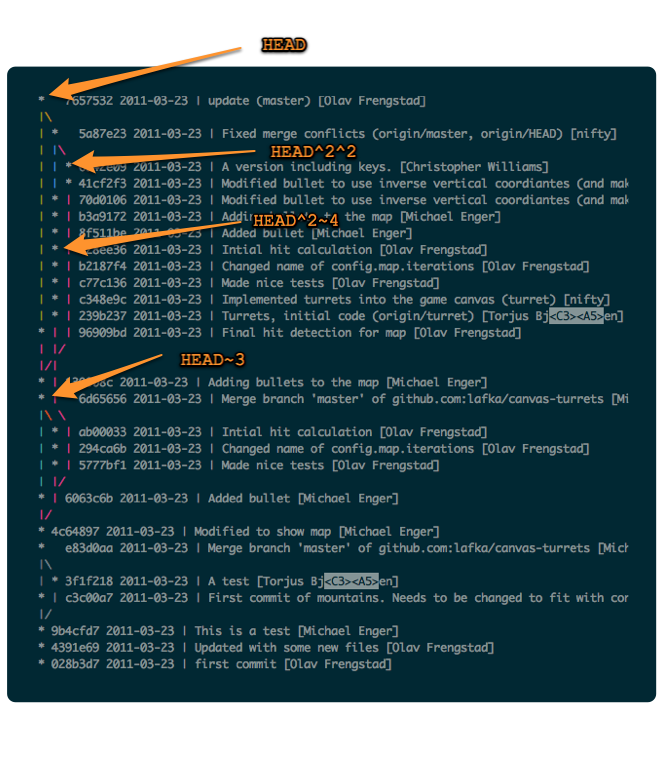 HEAD
* 7657532 2011-03-23 | update (master) [Olav Frengstad]
|\
| * 5a87e23 2011-03-23 | Fixed merge conflicts (origin/master, origin/HEAD) [nifty]
| |\
HEAD^2^2
| | * 2011-03-23 | A version including keys. [Christopher Williams]
| | * 41cf2f3 2011-03-23 | Modified bullet to use inverse vertical coordiantes (and mak
| * | 70d0106 2011-03-23 | Modified bullet to use inverse vertical coordiantes (and mak
| * | b3a9172 2011-03-23 | to the map [Michael Enger]
HEAD^2~4
| * | 8f511be 2011-03-23 | Added bullet [Michael Enger]
| * | 2011-03-23 | Intial hit calculation [Olav Frengstad]
| * | b2187f4 2011-03-23 | Changed name of config.map.iterations [Olav Frengstad]
| * | c77c136 2011-03-23 | Made nice tests [Olav Frengstad]
| * | c348e9c 2011-03-23 | Implemented turrets into the game canvas (turret) [nifty]
| * | 239b237 2011-03-23 | Turrets, initial code (origin/turret) [Torjus Bj<C3><A5>en]
* | | 96909bd 2011-03-23 | Final hit detection for map [Olav Frengstad]
| |/
|/|
HEAD~3
* | 2011-03-23 | Adding bullets to the map [Michael Enger]
* | 6d65656 2011-03-23 | Merge branch 'master' of github.com:lafka/canvas-turrets [Mi
|\ \
| * | ab00033 2011-03-23 | Intial hit calculation [Olav Frengstad]
| * | 294ca6b 2011-03-23 | Changed name of config.map.iterations [Olav Frengstad]
| * | 5777bf1 2011-03-23 | Made nice tests [Olav Frengstad]
| |/
* | 6063c6b 2011-03-23 | Added bullet [Michael Enger]
|/
* 4c64897 2011-03-23 | Modified to show map [Michael Enger]
* e83d0aa 2011-03-23 | Merge branch 'master' of github.com:lafka/canvas-turrets [Mich
|\
| * 3f1f218 2011-03-23 | A test [Torjus Bj<C3><A5>en]
* | c3c00a7 2011-03-23 | First commit of mountains. Needs to be changed to fit with cor
|/
* 9b4cfd7 2011-03-23 | This is a test [Michael Enger]
* 4391e69 2011-03-23 | Updated with some new files [Olav Frengstad]
* 028b3d7 2011-03-23 | first commit [Olav Frengstad]